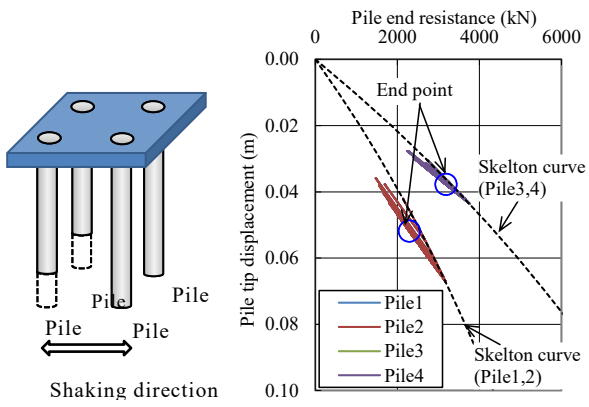 Pile
Pile
Pile
Pile
Shaking direction
Pile end resistance (kN)
0 2000 4000 6000
Pile tip displacement (m)
0.00
0.02
0.04
0.06
0.08
0.10
End point
Skelton curve
(Pile3,4)
Skelton curve
(Pile1,2)
Pile1
Pile2
Pile3
Pile4